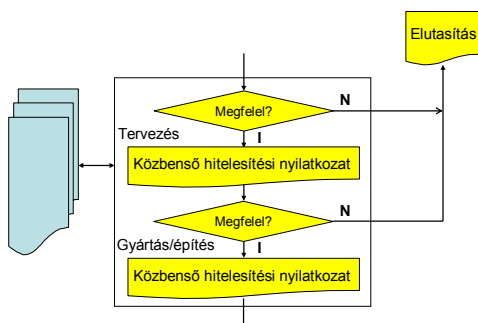 Elutasítás
Megfelel?
N
I
Tervezés
Közbenső hitelesítési nyilatkozat
Megfelel?
N
I
Gyártás/építés
Közbenső hitelesítési nyilatkozat